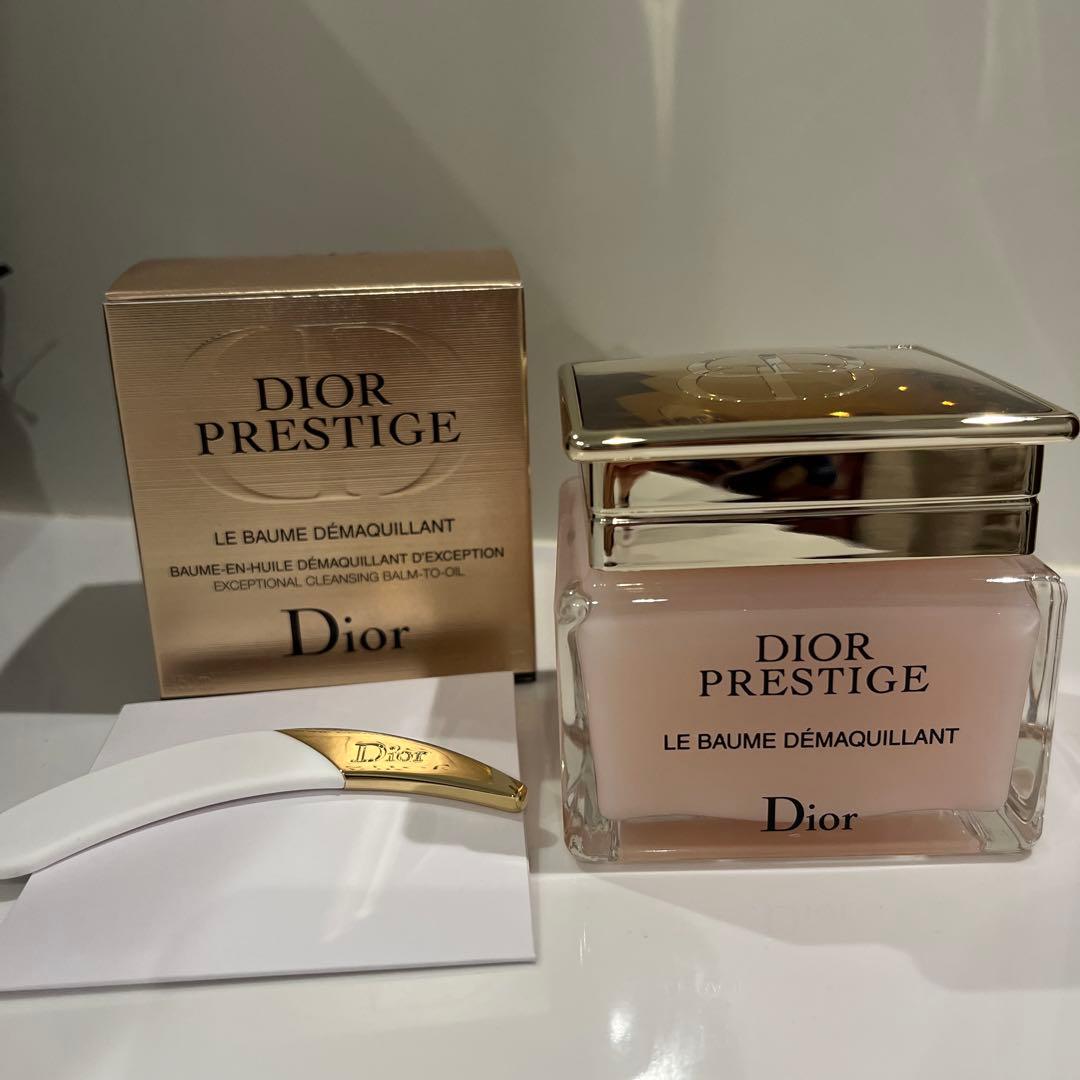 DIOR
PRESTIGE
LE BAUME DÉMAQUILLANT
BAUME-EN-HUILE DÉMAQUILLANT D'EXCEPTION
EXCEPTIONAL CLEANSING BALM-TO-OIL
Dior
Dior
DIOR
PRESTIGE
LE BAUME DÉMAQUILLANT
Dior